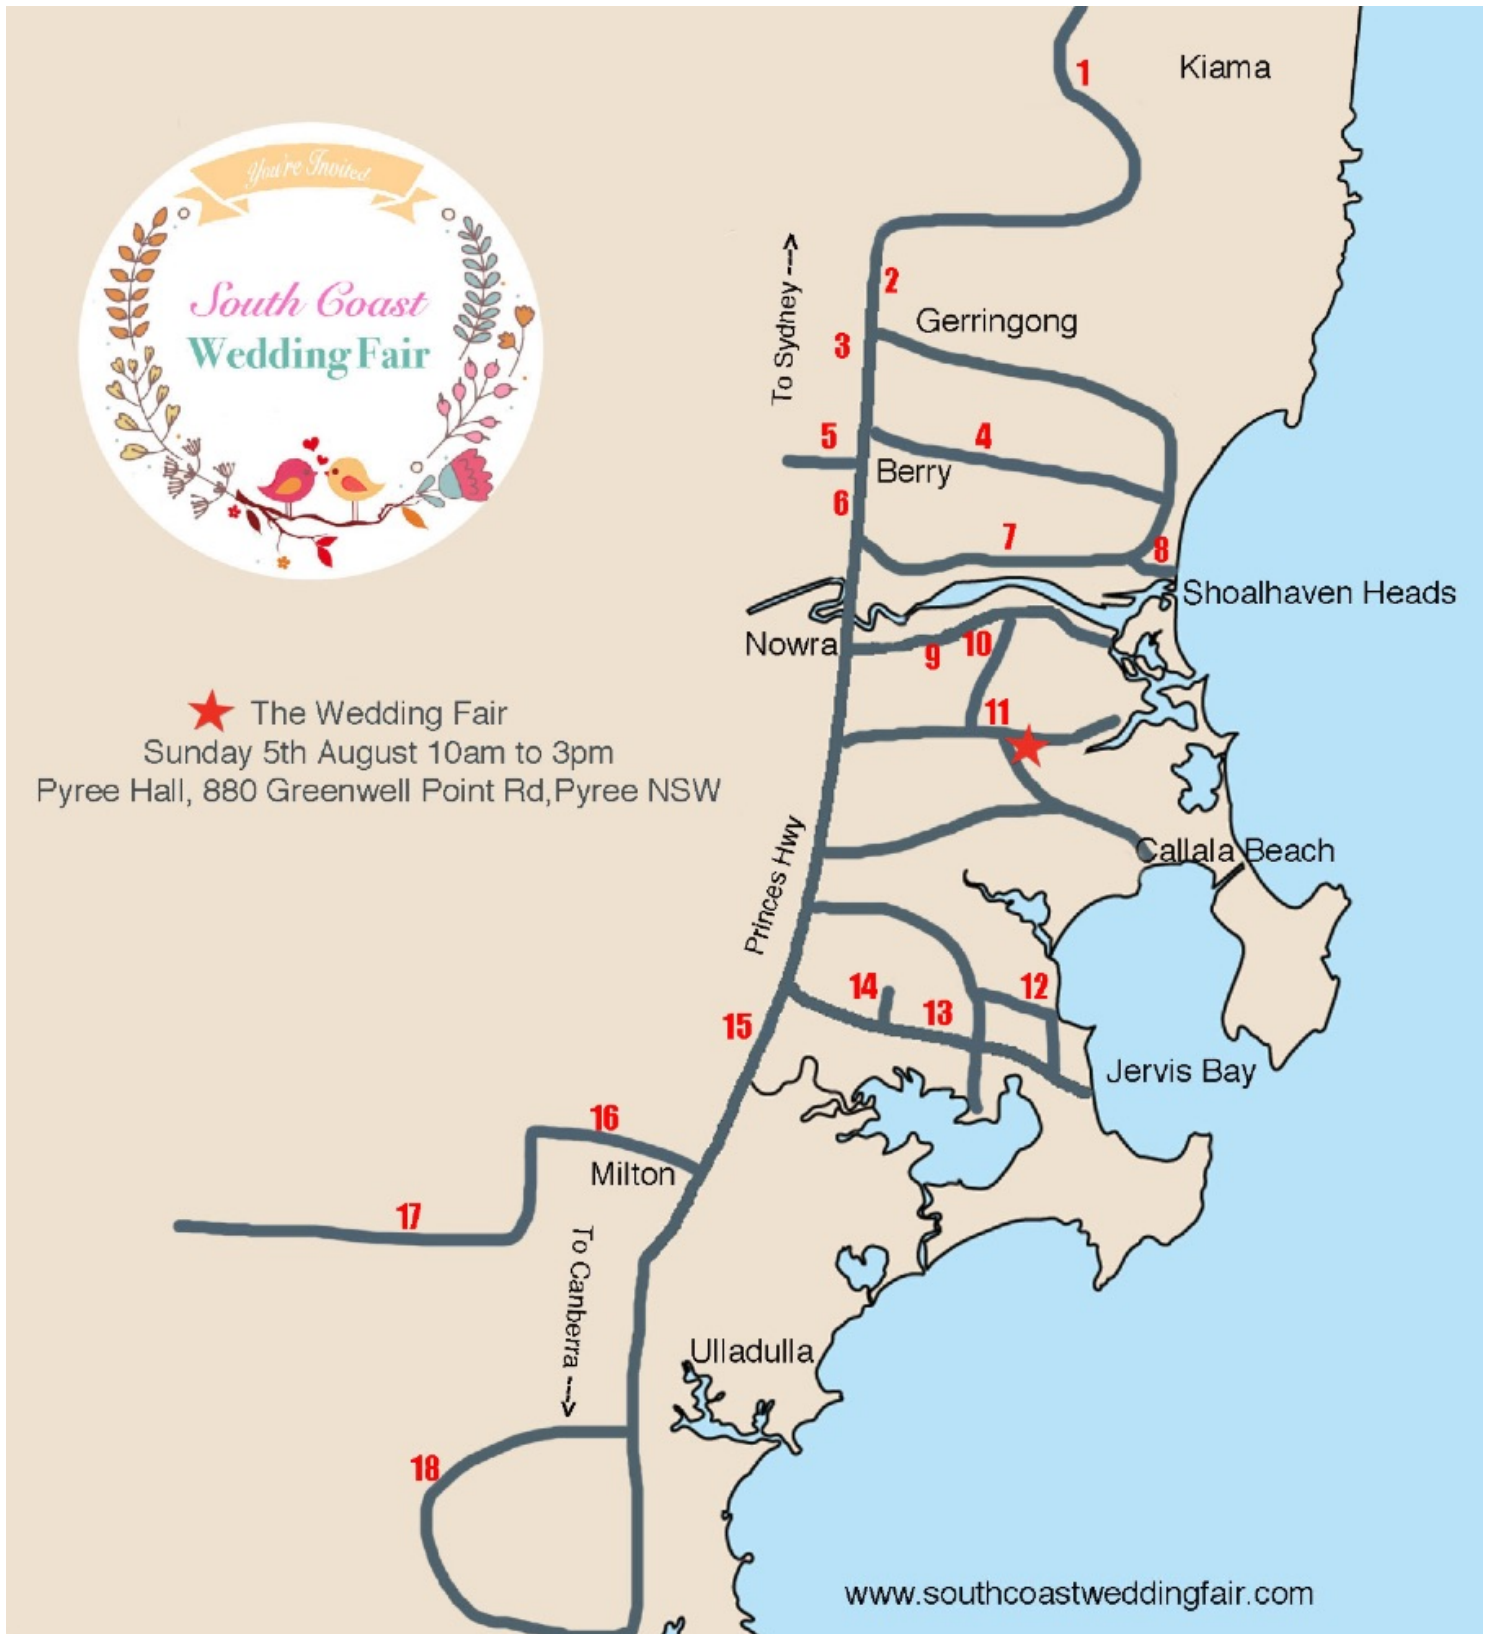 You're Invited
South Coast
Wedding Fair
The Wedding Fair
Sunday 5th August 10am to 3pm
Pyree Hall, 880 Greenwell Point Rd,Pyree NSW
1
Kiama
To Sydney --->
2
Gerringong
3
4
5
Berry
6
7
8
Shoalhaven Heads
Nowra
9
10
11
Callala Beach
Princes Hwy
12
14
13
15
Jervis Bay
16
Milton
17
To Canberra --->
Ulladulla
18
www.southcoastweddingfair.com